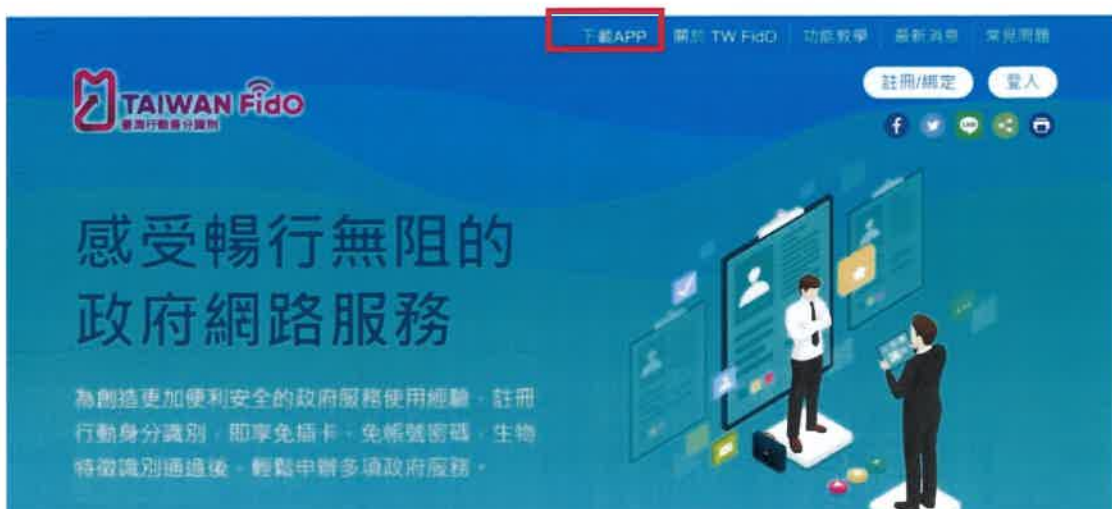 下載APP 關於 TW FidO 功能教學 最新消息 常見問題
註冊/綁定 登入
TAIWAN FidO
臺灣行動身分識別
感受暢行無阻的
政府網路服務
為創造更加便利安全的政府服務使用經驗，註冊
行動身分識別，即享免插卡、免帳號密碼，生物
特徵識別通過後，輕鬆申辦多項政府服務。